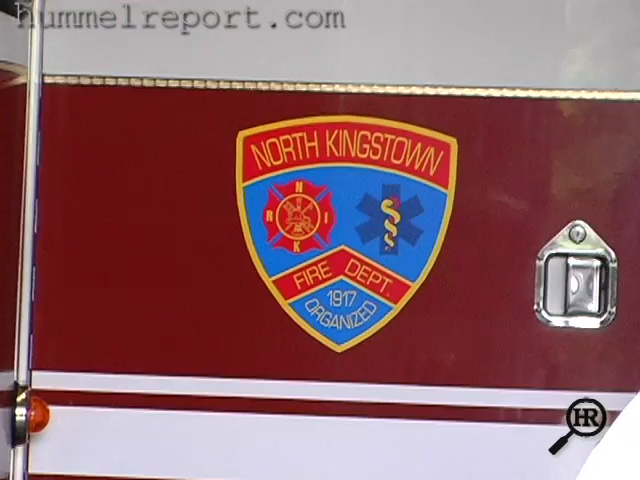 hummelreport.com
NORTH KINGSTOWN
N
R I
K
FIRE DEPT.
1917
ORGANIZED
HR